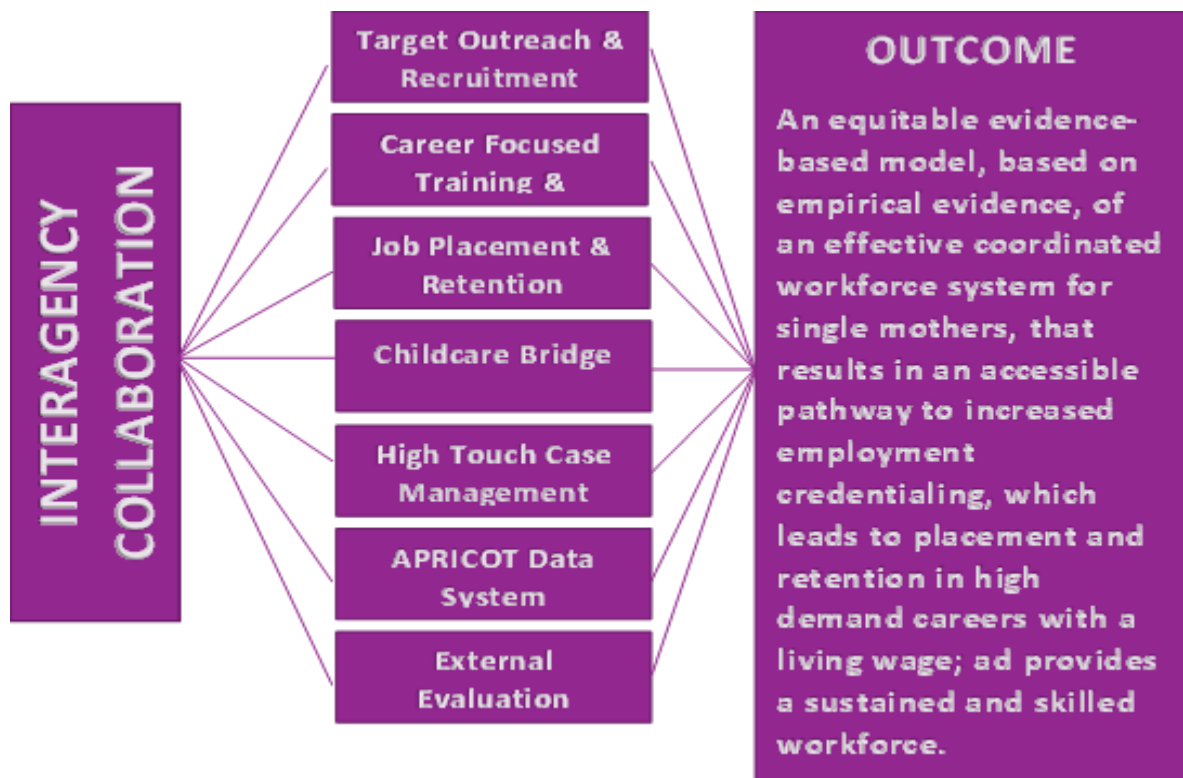 INTERAGENCY
COLLABORATION
Target Outreach &
Recruitment
Career Focused
Training &
Job Placement &
Retention
Childcare Bridge
High Touch Case
Management
APRICOT Data
System
External
Evaluation
OUTCOME
An equitable evidence-
based model, based on
empirical evidence, of
an effective coordinated
workforce system for
single mothers, that
results in an accessible
pathway to increased
employment
credentialing, which
leads to placement and
retention in high
demand careers with a
living wage; ad provides
a sustained and skilled
workforce.